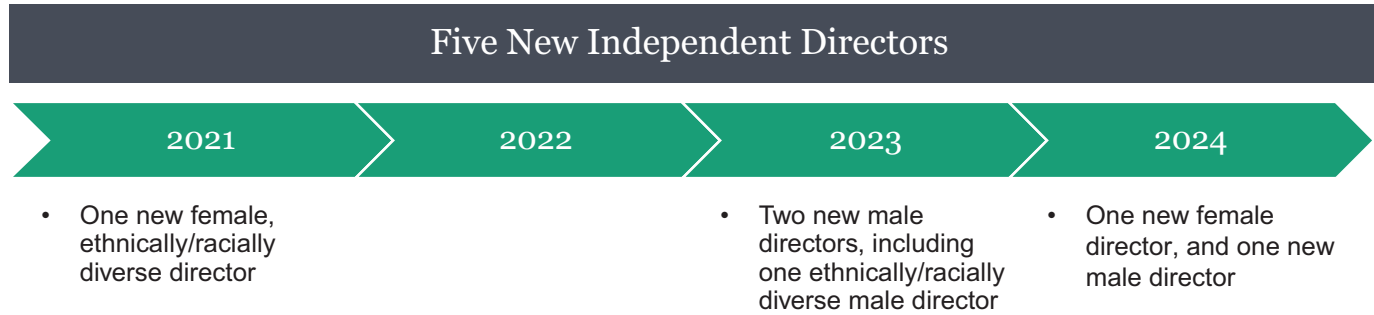 Five New Independent Directors
2021
2022
2023
2024
• One new female,
ethnically/racially
diverse director
• Two new male
directors, including
one ethnically/racially
diverse male director
• One new female
director, and one new
male director